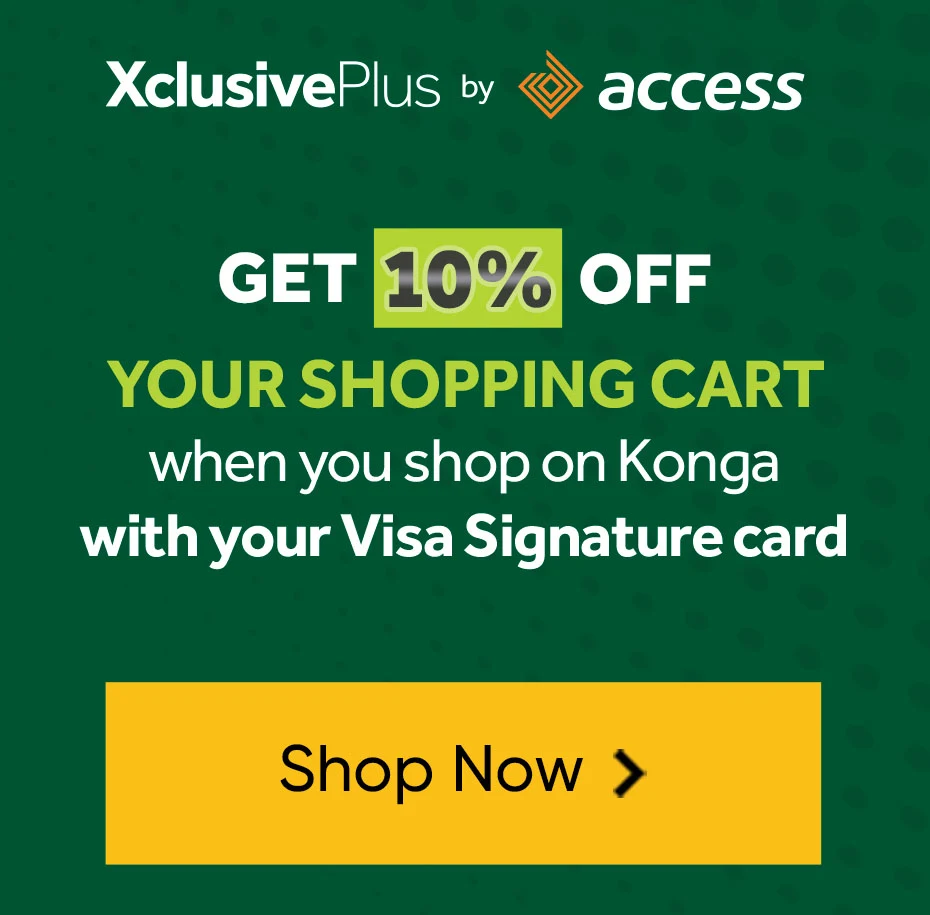 XclusivePlus by access
GET 10% OFF
YOUR SHOPPING CART
when you shop on Konga
with your Visa Signature card
Shop Now